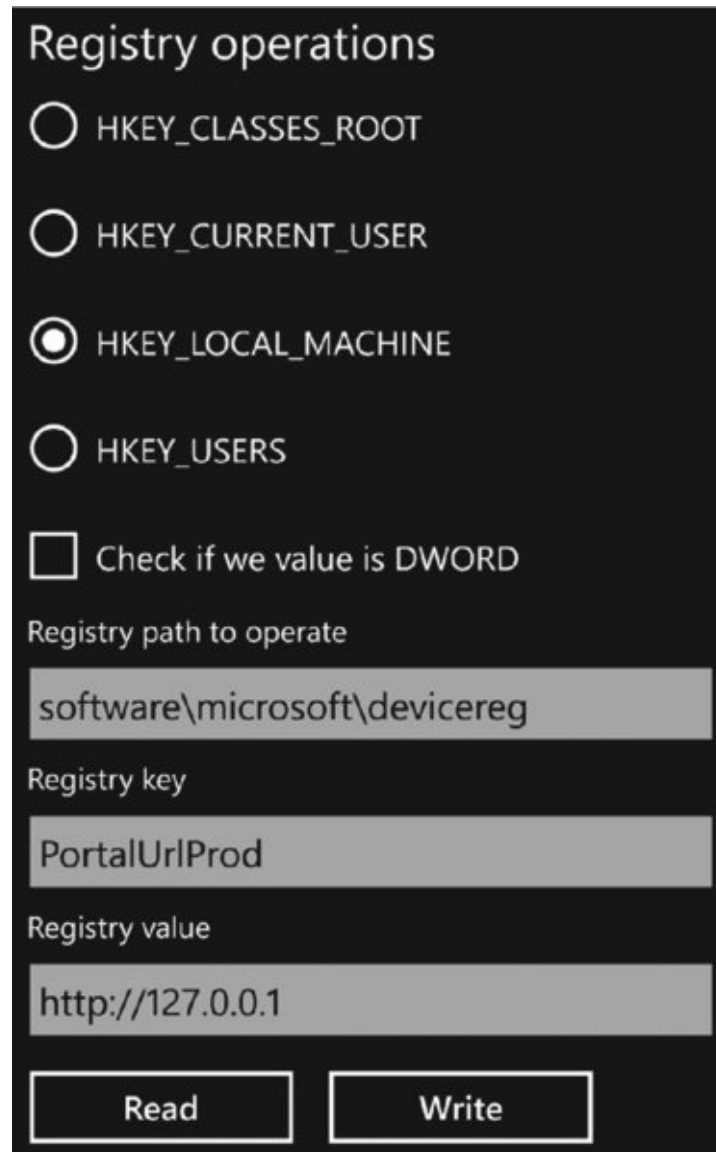 Registry operations
HKEY_CLASSES_ROOT
HKEY_CURRENT_USER
HKEY_LOCAL_MACHINE
HKEY_USERS
Check if we value is DWORD
Registry path to operate
software\microsoft\devicereg
Registry key
PortalUrlProd
Registry value
http://127.0.0.1
Read Write